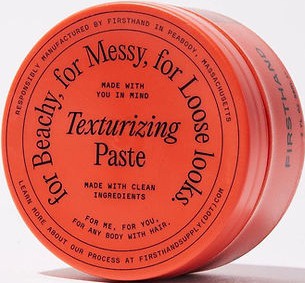 RESPONSIBLY MANUFACTURED BY FIRSTHAND IN PEABODY, MASSACHUSETTS
for Beachy, for Messy, for Loose looks.
MADE WITH
YOU IN MIND
Texturizing
Paste
MADE WITH CLEAN
INGREDIENTS
FOR ME, FOR YOU,
FOR ANY BODY WITH HAIR.
LEARN MORE ABOUT OUR PROCESS AT FIRSTHANDSUPPLY(DOT)COM
FIRSTHAND